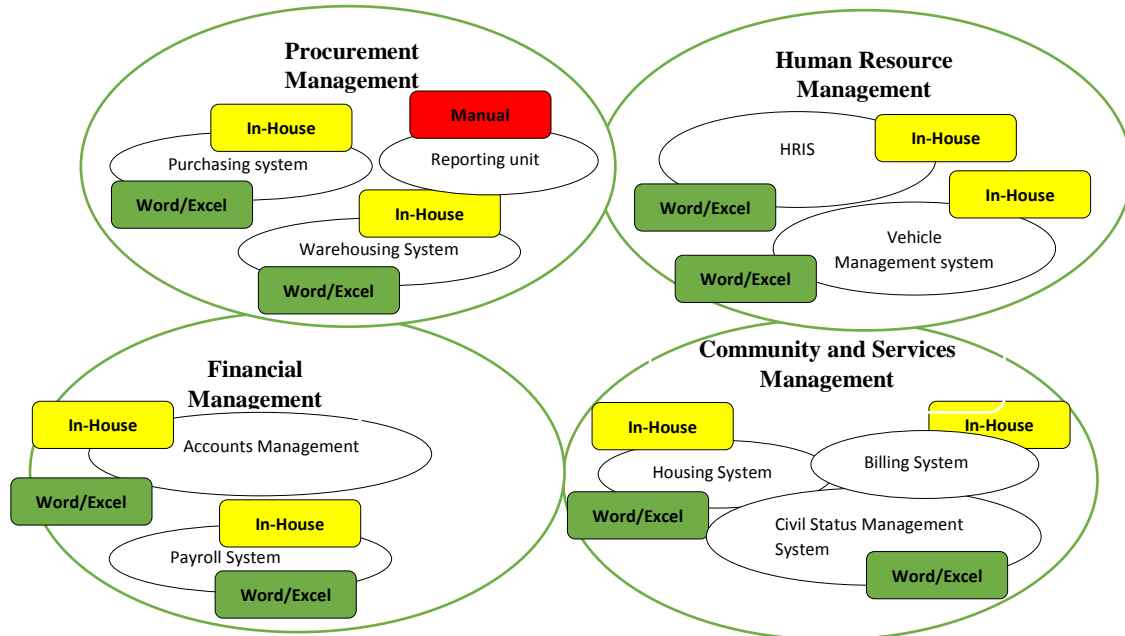 Procurement
Management
In-House
Manual
Purchasing system
Reporting unit
Word/Excel
In-House
Warehousing System
Word/Excel
Human Resource
Management
HRIS
In-House
Word/Excel
In-House
Vehicle
Management system
Word/Excel
Financial
Management
In-House
Accounts Management
Word/Excel
In-House
Payroll System
Word/Excel
Community and Services
Management
In-House
In-House
Housing System
Billing System
Word/Excel
Civil Status Management
System
Word/Excel